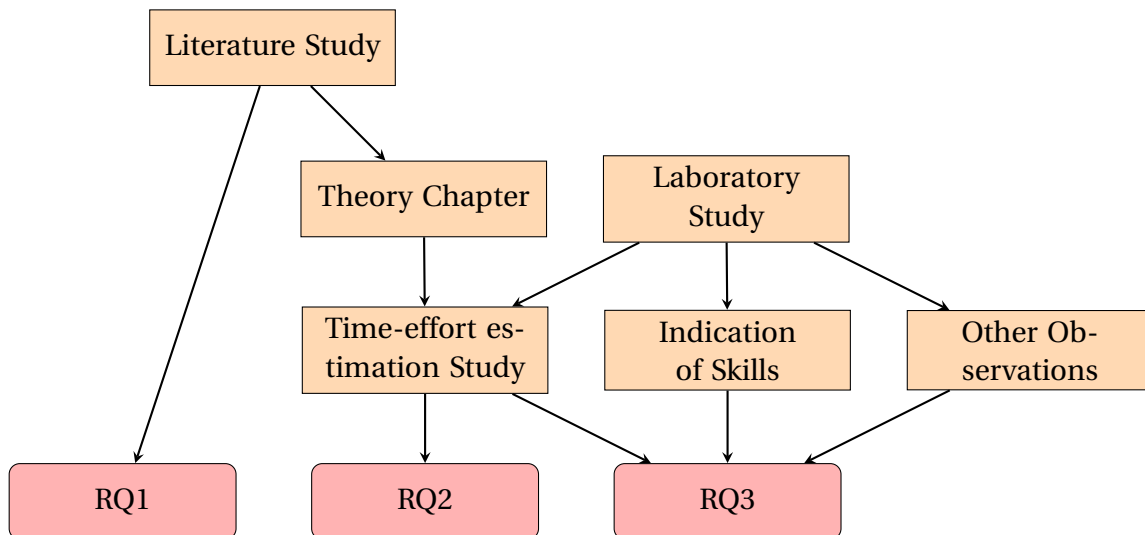 Literature Study
Theory Chapter
Laboratory
Study
Time-effort es-
timation Study
Indication
of Skills
Other Ob-
servations
RQ1
RQ2
RQ3